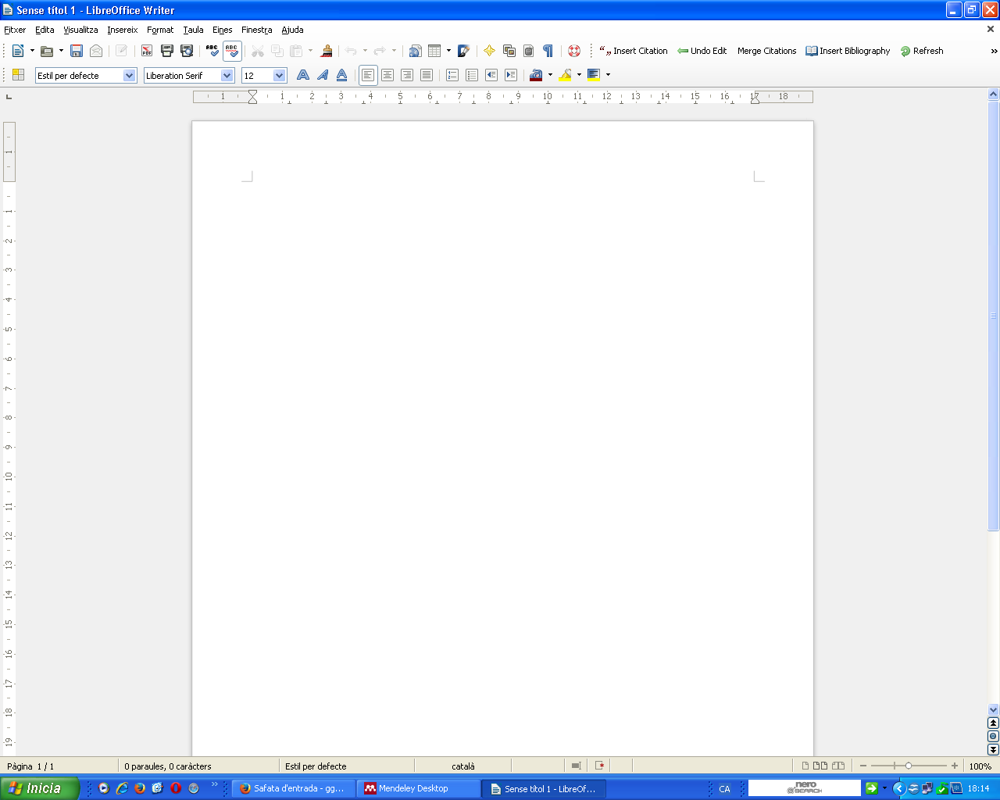 Sense títol 1 - LibreOffice Writer
Fitxer Edita Visualitza Insereix Format Taula Eines Finestra Ajuda
PDF ABC ABC Insert Citation Undo Edit Merge Citations Insert Bibliography Refresh »
Estil per defecte Liberation Serif 12
1 1 2 3 4 5 6 7 8 9 10 11 12 13 14 15 16 17 18
1
1
2
3
4
5
6
7
8
9
10
11
12
13
14
15
16
17
18
19
Pàgina 1 / 1 0 paraules, 0 caràcters Estil per defecte català 100%
Inicia » Safata d'entrada - gg... Mendeley Desktop Sense títol 1 - LibreOf... CA nero @SEARCH 18:14